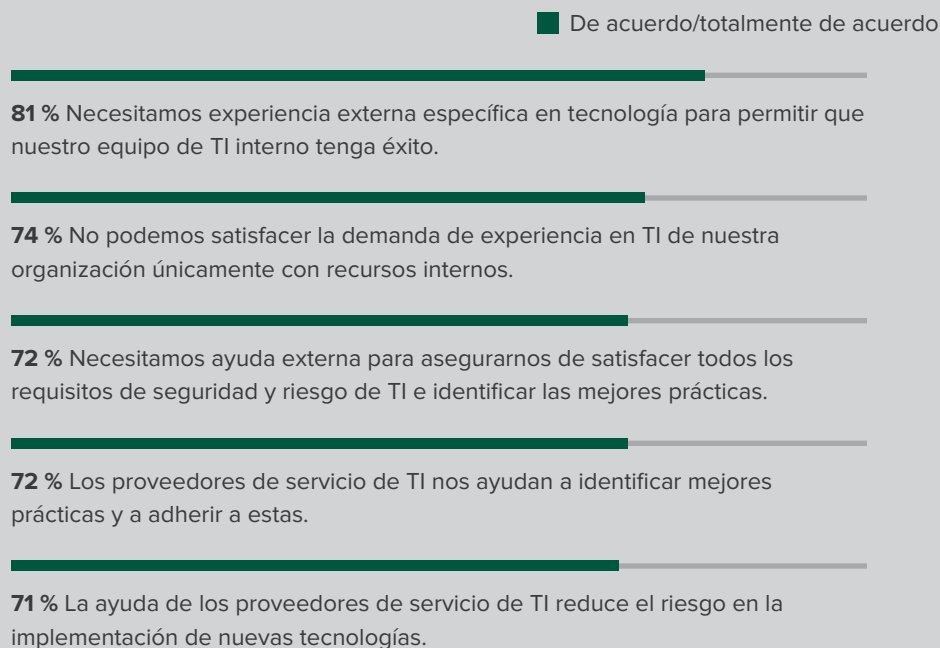 De acuerdo/totalmente de acuerdo
81 % Necesitamos experiencia externa específica en tecnología para permitir que
nuestro equipo de TI interno tenga éxito.
74 % No podemos satisfacer la demanda de experiencia en TI de nuestra
organización únicamente con recursos internos.
72 % Necesitamos ayuda externa para asegurarnos de satisfacer todos los
requisitos de seguridad y riesgo de TI e identificar las mejores prácticas.
72 % Los proveedores de servicio de TI nos ayudan a identificar mejores
prácticas y a adherir a estas.
71 % La ayuda de los proveedores de servicio de TI reduce el riesgo en la
implementación de nuevas tecnologías.